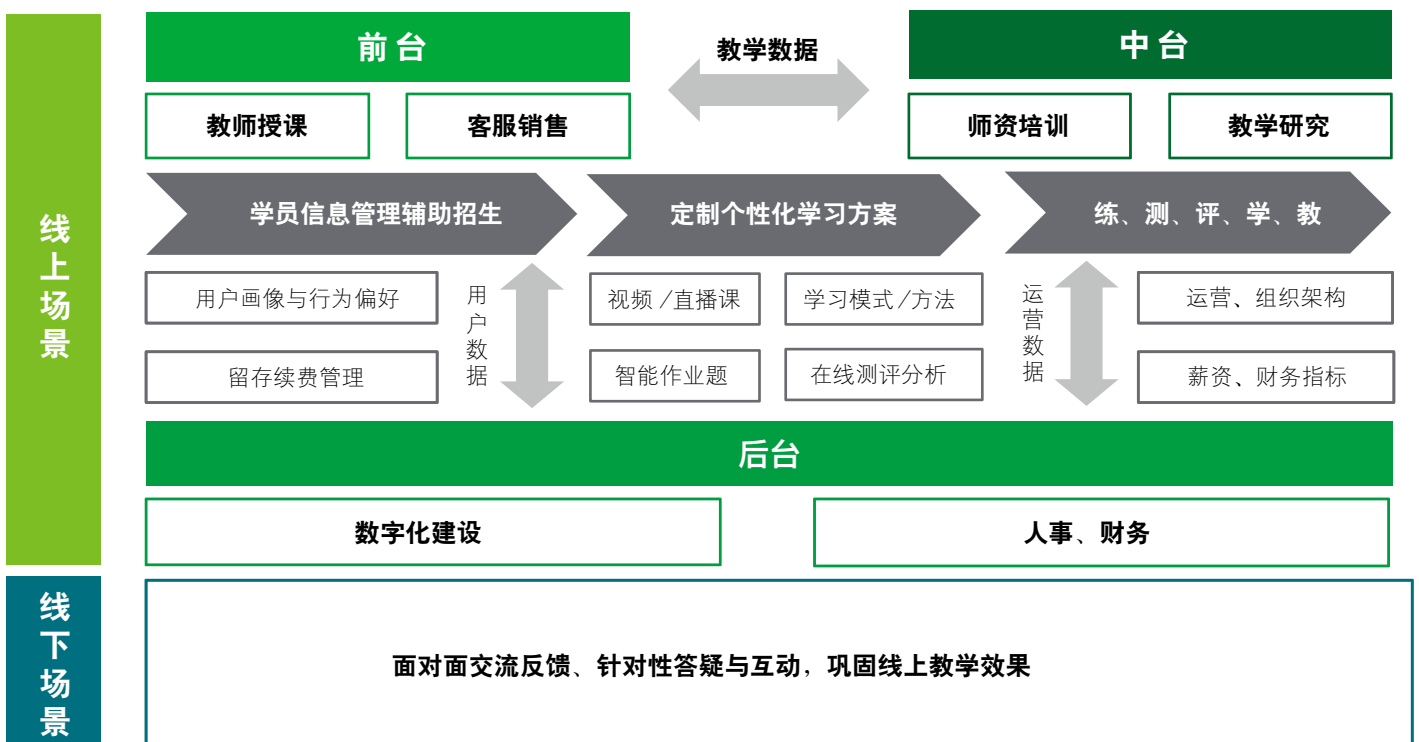 线上场景
前台
教学数据
中台
教师授课
客服销售
师资培训
教学研究
学员信息管理辅助招生
定制个性化学习方案
练、测、评、学、教
用户画像与行为偏好
留存续费管理
用户数据
视频/直播课
学习模式/方法
智能作业题
在线测评分析
运营数据
运营、组织架构
薪资、财务指标
后台
数字化建设
人事、财务
线下场景
面对面交流反馈、针对性答疑与互动，巩固线上教学效果